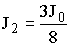 J₂ = 3J₀/8